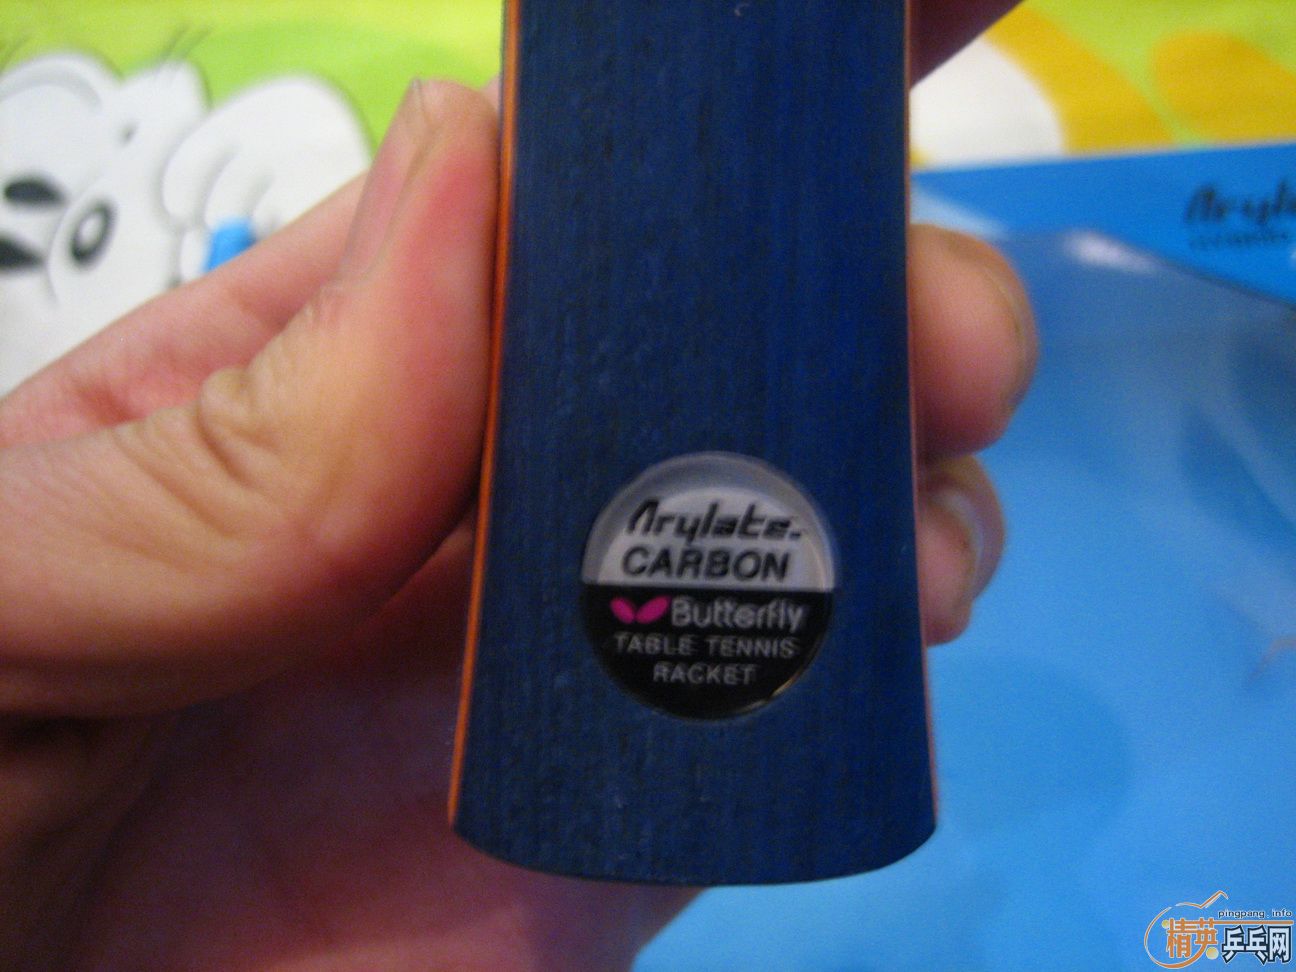 Arylate.
CARBON
Butterfly
TABLE TENNIS
RACKET
pingpang.info
精英乒乓网